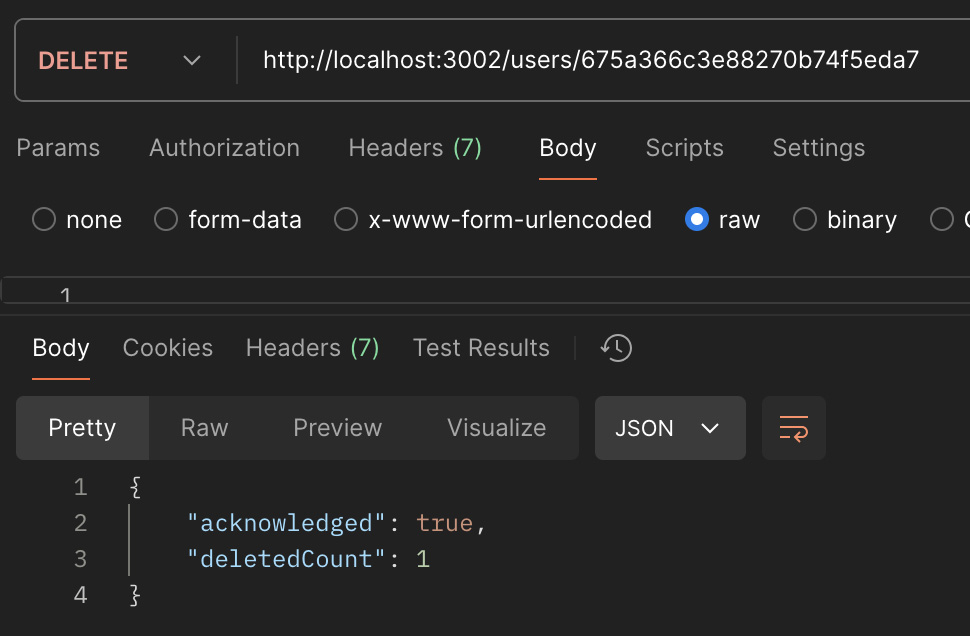 DELETE http://localhost:3002/users/675a366c3e88270b74f5eda7
Params Authorization Headers (7) Body Scripts Settings
none form-data x-www-form-urlencoded raw binary
1
Body Cookies Headers (7) Test Results
Pretty Raw Preview Visualize JSON
1 {
2 "acknowledged": true,
3 "deletedCount": 1
4 }